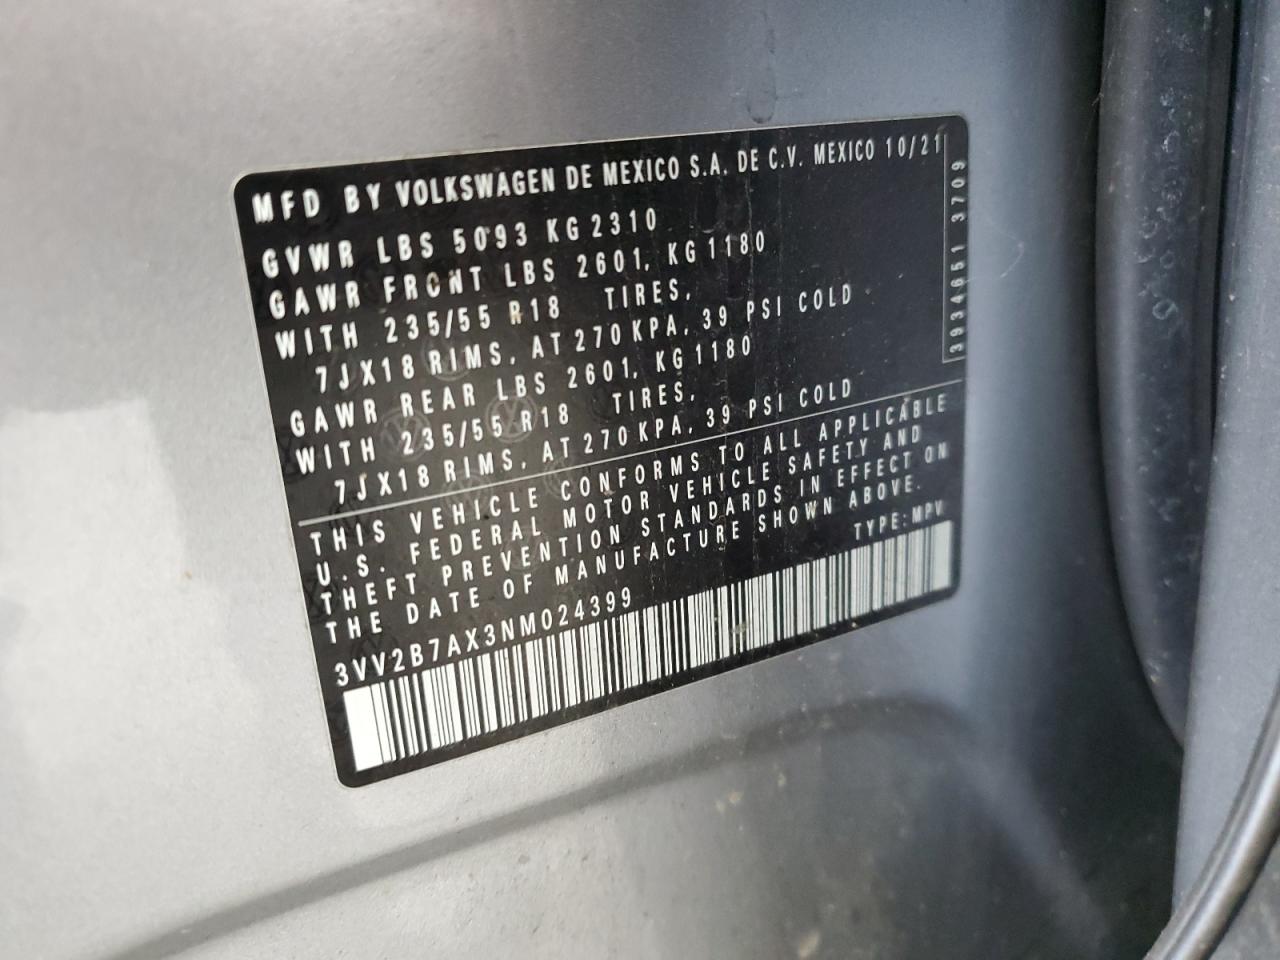 MFD BY VOLKSWAGEN DE MEXICO S.A. DE C.V. MEXICO 10/21
GVWR LBS 5093 KG 2310
GAWR FRONT LBS 2601, KG 1180
WITH 235/55 R18 TIRES,
7JX18 RIMS, AT 270 KPA, 39 PSI COLD
GAWR REAR LBS 2601, KG 1180
WITH 235/55 R18 TIRES,
7JX18 RIMS, AT 270 KPA, 39 PSI COLD
THIS VEHICLE CONFORMS TO ALL APPLICABLE
U.S. FEDERAL MOTOR VEHICLE SAFETY AND
THEFT PREVENTION STANDARDS IN EFFECT ON
THE DATE OF MANUFACTURE SHOWN ABOVE.
TYPE: MPV
3VV2B7AX3NM024399
3934651 3709